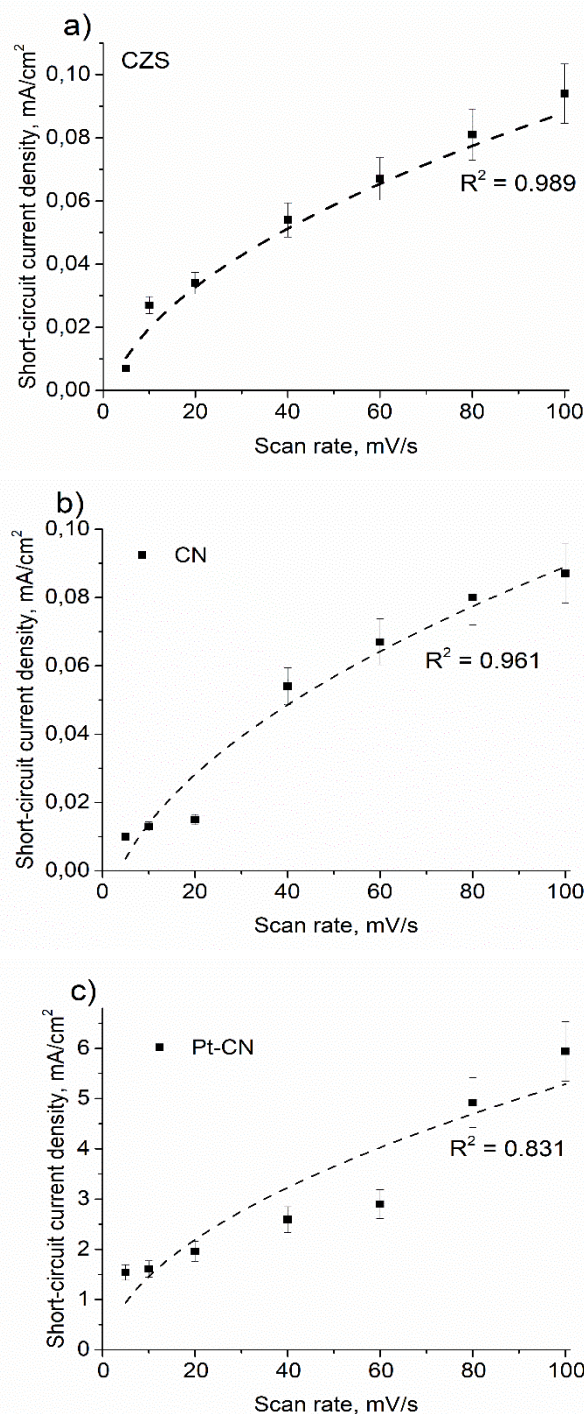 a)
CZS
0,10
0,08
0,06
0,04
0,02
0,00
Short-circuit current density, mA/cm²
R² = 0.989
0 20 40 60 80 100
Scan rate, mV/s
b)
CN
0,10
0,08
0,06
0,04
0,02
0,00
Short-circuit current density, mA/cm²
R² = 0.961
0 20 40 60 80 100
Scan rate, mV/s
c)
Pt-CN
6
5
4
3
2
1
0
Short-circuit current density, mA/cm²
R² = 0.831
0 20 40 60 80 100
Scan rate, mV/s